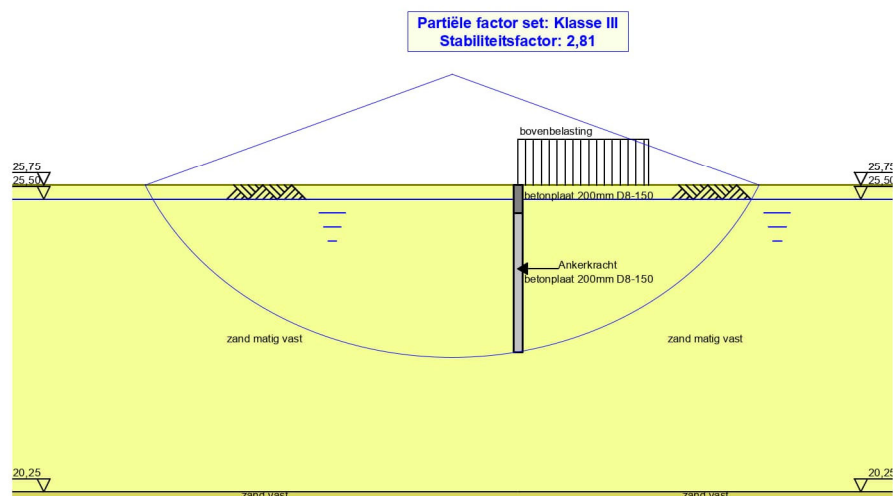 Partiële factor set: Klasse III
Stabiliteitsfactor: 2,81
bovenbelasting
25,75
25,75
25,50
25,50
betonplaat 200mm D8-150
Ankerkracht
betonplaat 200mm D8-150
zand matig vast
zand matig vast
20,25
20,25
zand vast
zand vast